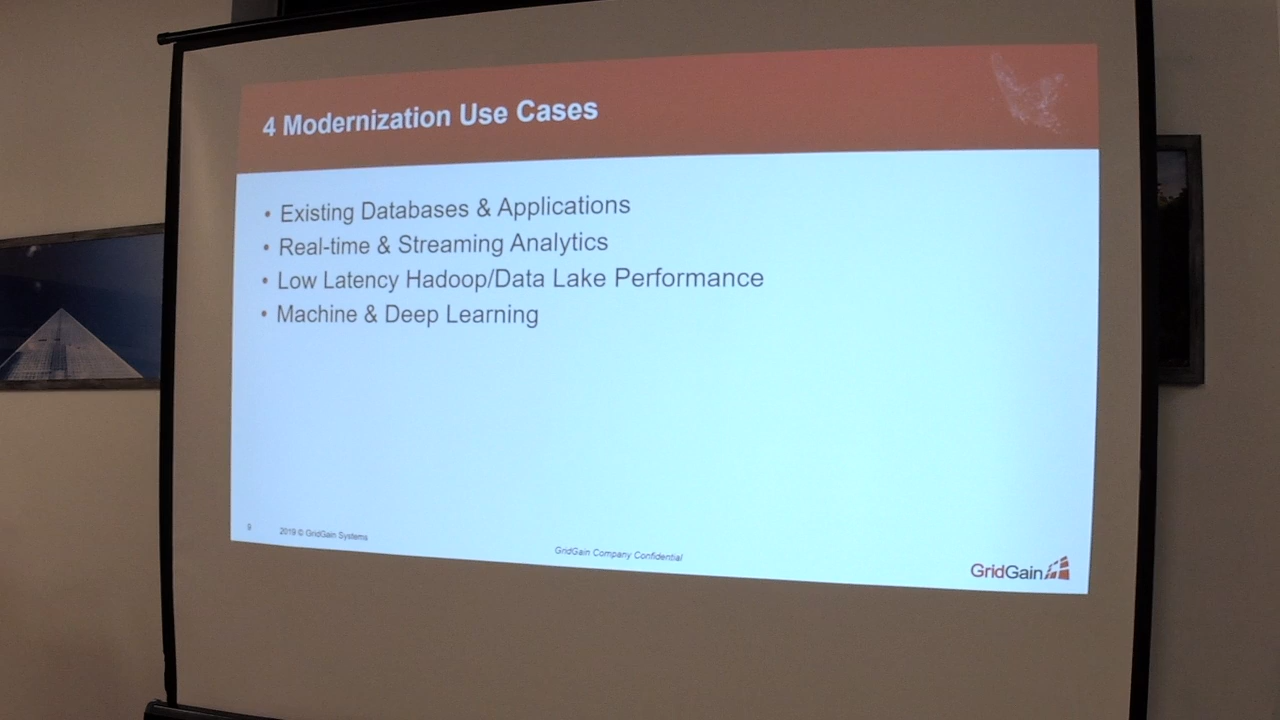 4 Modernization Use Cases
• Existing Databases & Applications
• Real-time & Streaming Analytics
• Low Latency Hadoop/Data Lake Performance
• Machine & Deep Learning
9
2019 © GridGain Systems
GridGain Company Confidential
GridGain